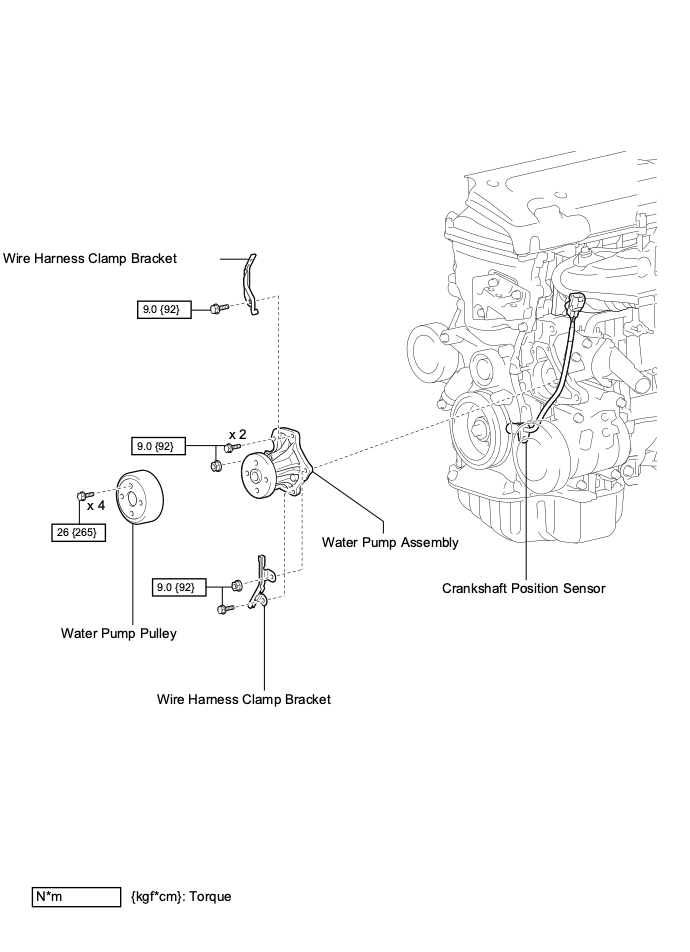 Wire Harness Clamp Bracket
9.0 {92}
x 2
9.0 {92}
x 4
26 {265}
Water Pump Assembly
9.0 {92}
Crankshaft Position Sensor
Water Pump Pulley
Wire Harness Clamp Bracket
N*m {kgf*cm}: Torque